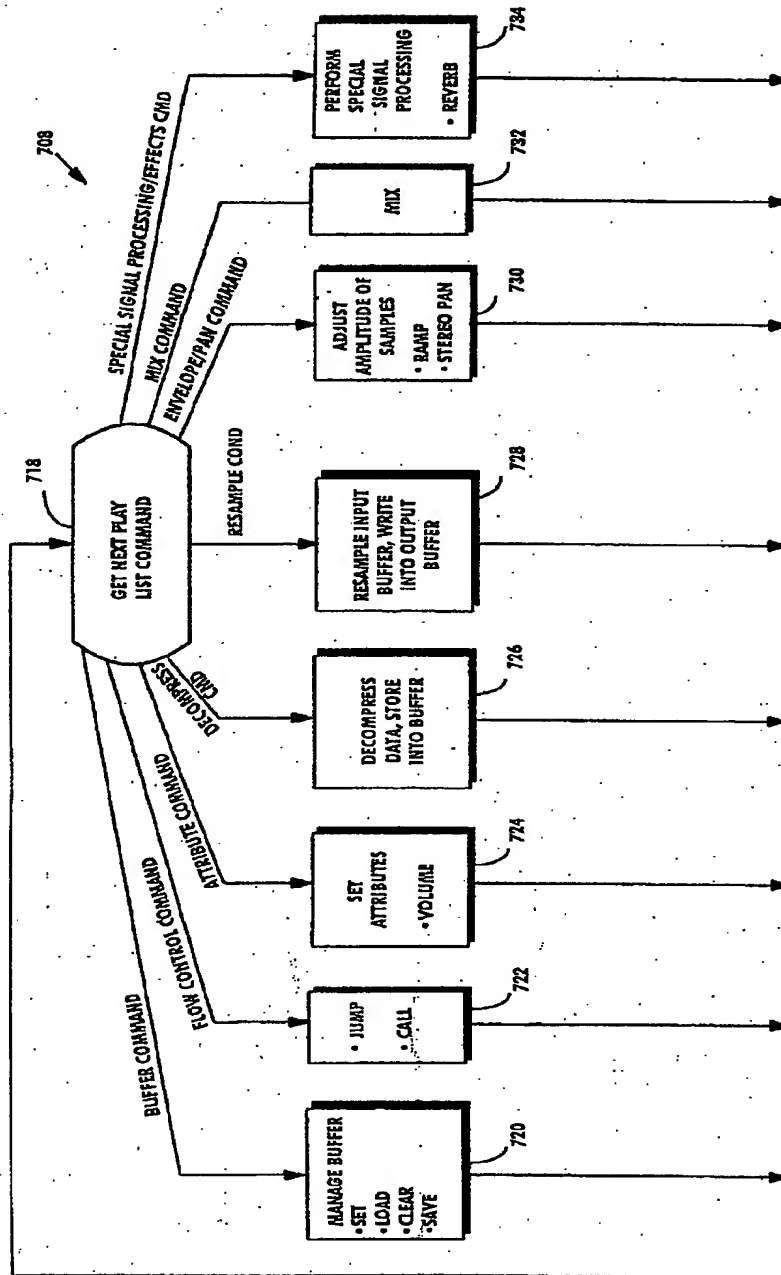 708
718
GET NEXT PLAY
LIST COMMAND
BUFFER COMMAND
FLOW CONTROL COMMAND
ATTRIBUTE COMMAND
DECOMPRESS
CMD
RESAMPLE COND
ENVELOPE/PAN COMMAND
MIX COMMAND
SPECIAL SIGNAL PROCESSING/EFFECTS CMD
MANAGE BUFFER
• SET
• LOAD
• CLEAR
• SAVE
720
• JUMP
• CALL
722
SET
ATTRIBUTES
• VOLUME
724
DECOMPRESS
DATA, STORE
INTO BUFFER
726
RESAMPLE INPUT
BUFFER, WRITE
INTO OUTPUT
BUFFER
728
ADJUST
AMPLITUDE OF
SAMPLES
• RAMP
• STEREO PAN
730
MIX
732
PERFORM
SPECIAL
SIGNAL
PROCESSING
• REVERB
734